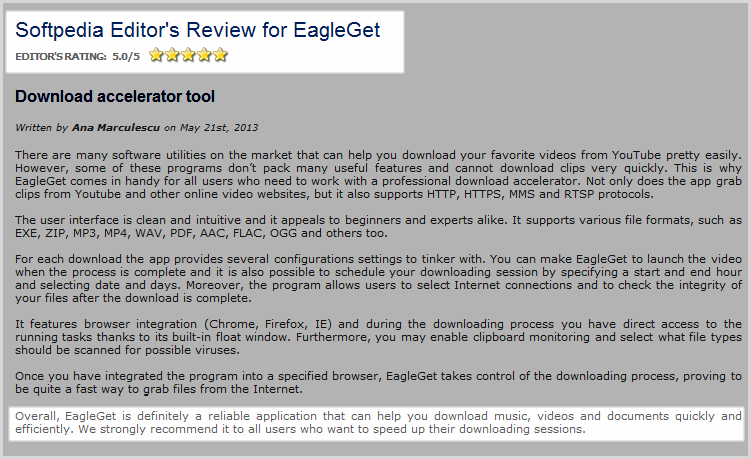 Softpedia Editor's Review for EagleGet
EDITOR'S RATING: 5.0/5
Download accelerator tool
Written by Ana Marculescu on May 21st, 2013
There are many software utilities on the market that can help you download your favorite videos from YouTube pretty easily.
However, some of these programs don't pack many useful features and cannot download clips very quickly. This is why
EagleGet comes in handy for all users who need to work with a professional download accelerator. Not only does the app grab
clips from Youtube and other online video websites, but it also supports HTTP, HTTPS, MMS and RTSP protocols.
The user interface is clean and intuitive and it appeals to beginners and experts alike. It supports various file formats, such as
EXE, ZIP, MP3, MP4, WAV, PDF, AAC, FLAC, OGG and others too.
For each download the app provides several configurations settings to tinker with. You can make EagleGet to launch the video
when the process is complete and it is also possible to schedule your downloading session by specifying a start and end hour
and selecting date and days. Moreover, the program allows users to select Internet connections and to check the integrity of
your files after the download is complete.
It features browser integration (Chrome, Firefox, IE) and during the downloading process you have direct access to the
running tasks thanks to its built-in float window. Furthermore, you may enable clipboard monitoring and select what file types
should be scanned for possible viruses.
Once you have integrated the program into a specified browser, EagleGet takes control of the downloading process, proving to
be quite a fast way to grab files from the Internet.
Overall, EagleGet is definitely a reliable application that can help you download music, videos and documents quickly and
efficiently. We strongly recommend it to all users who want to speed up their downloading sessions.